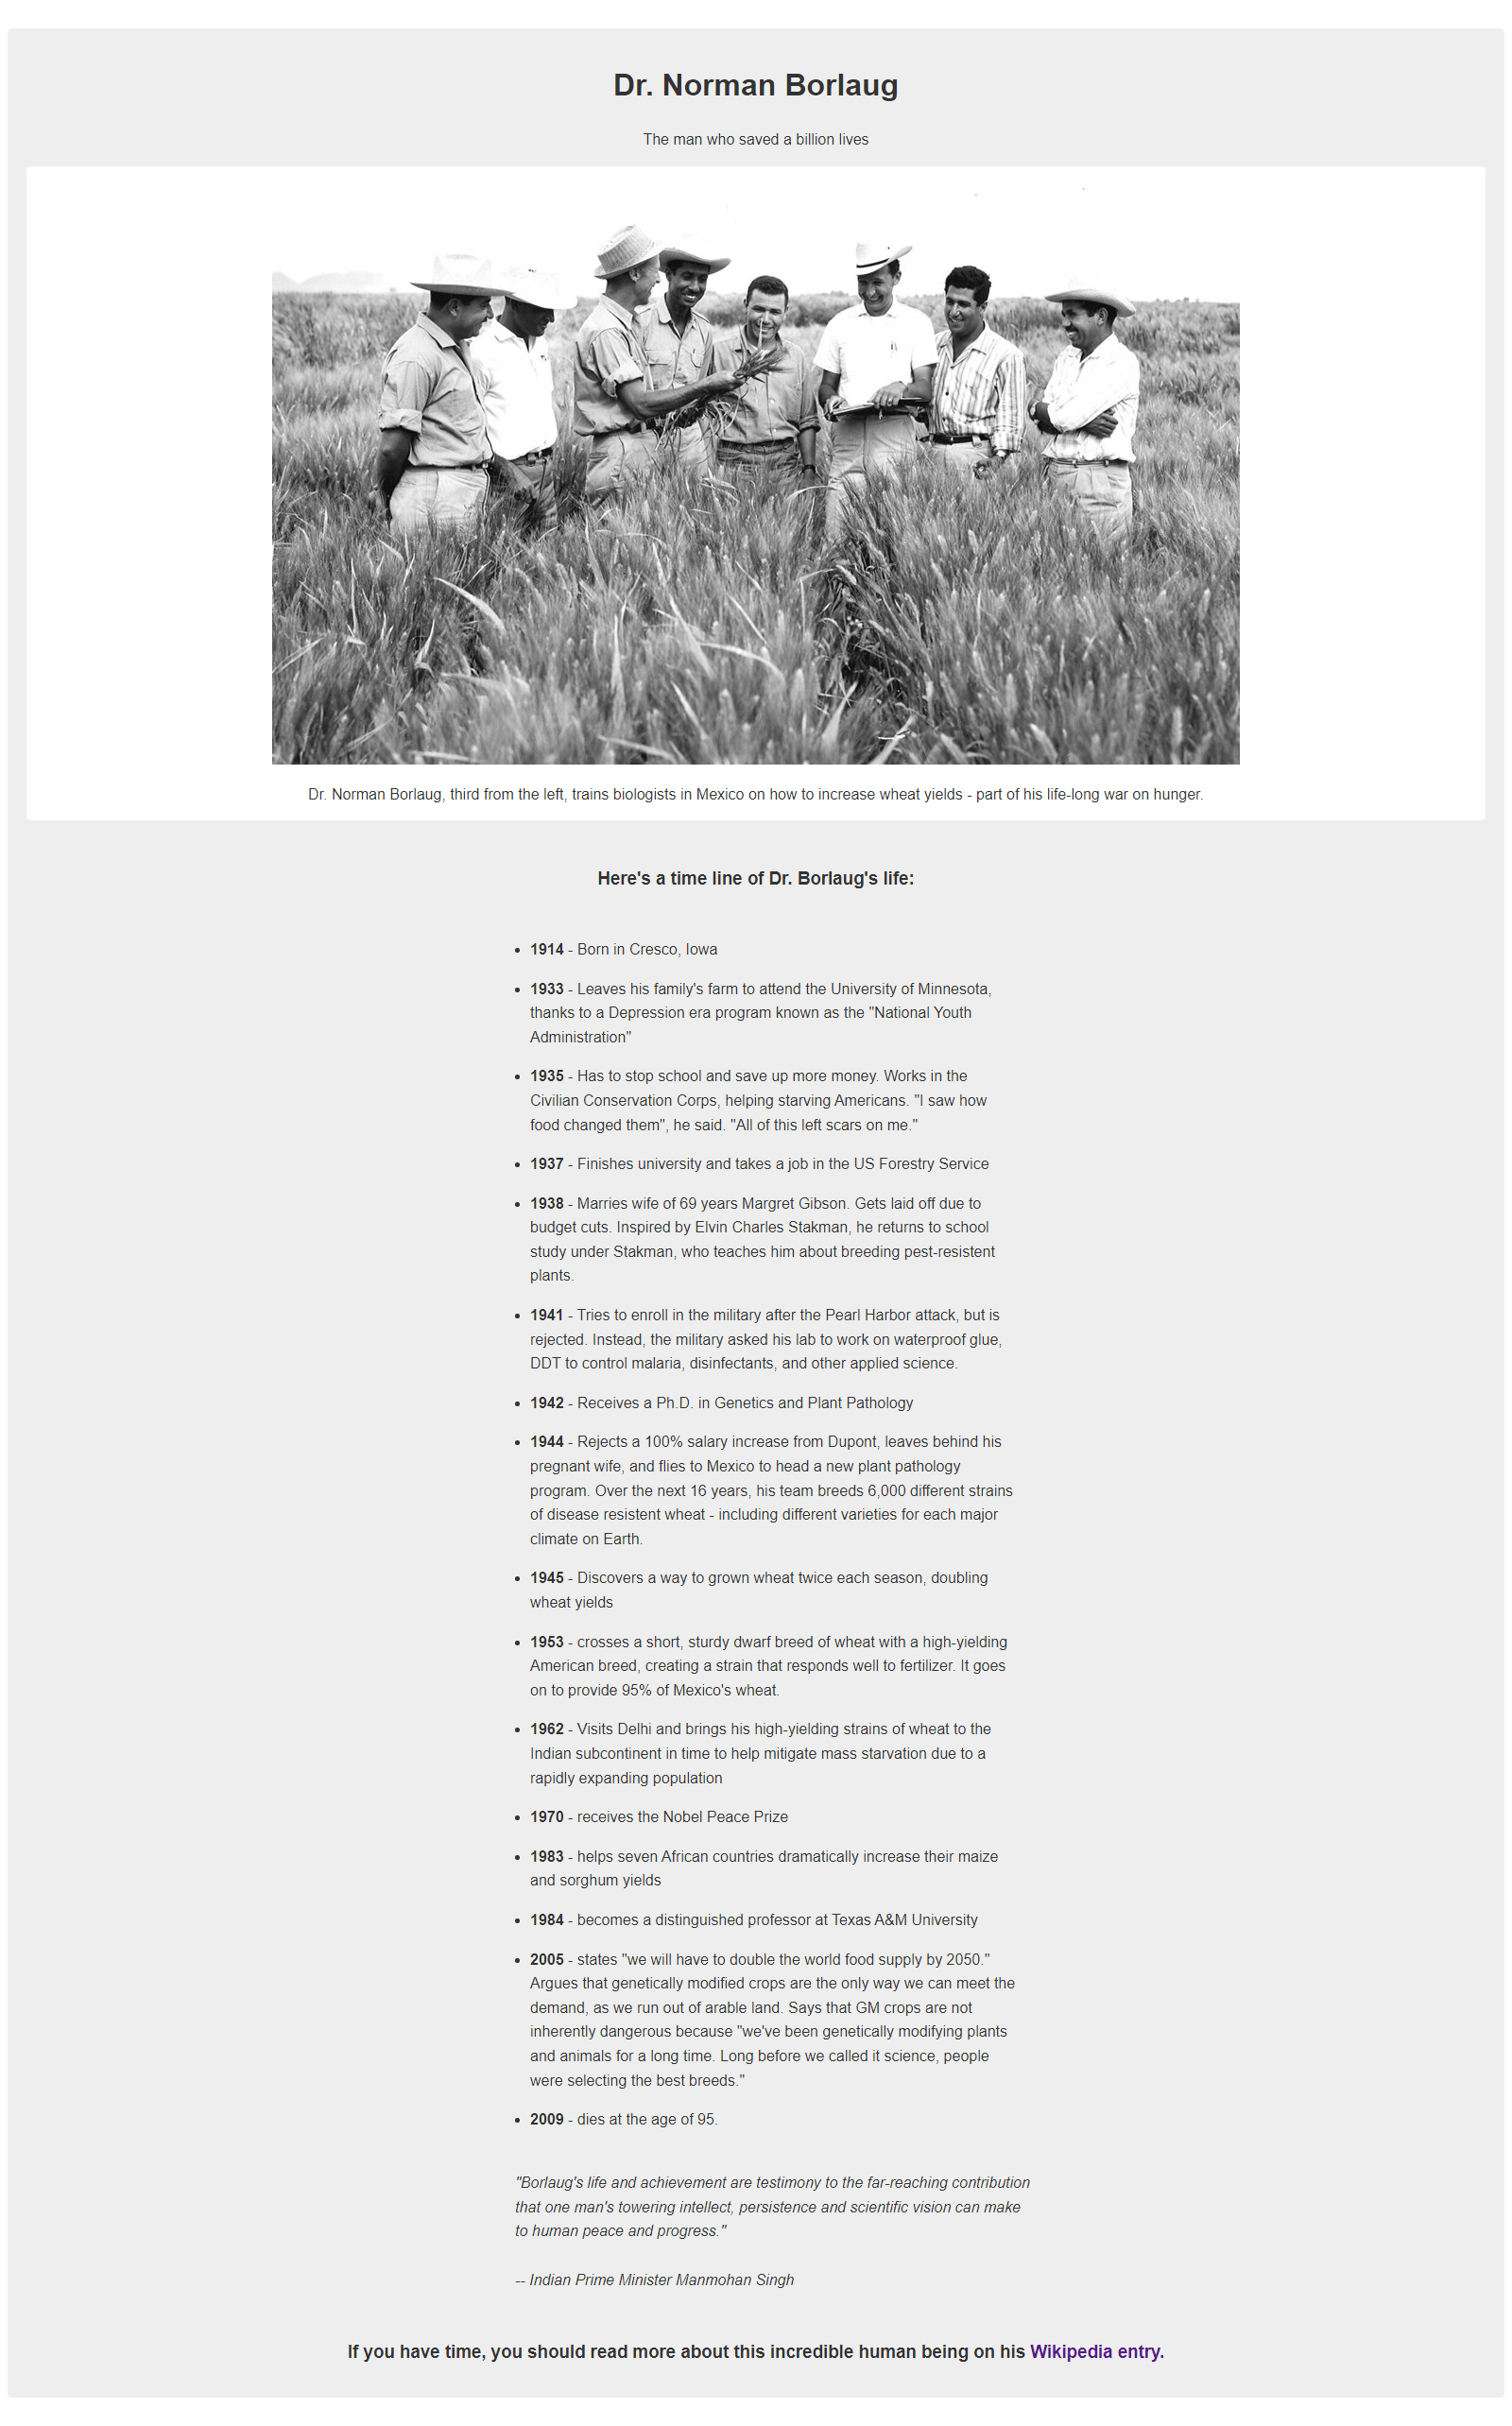 Dr. Norman Borlaug
The man who saved a billion lives
Dr. Norman Borlaug, third from the left, trains biologists in Mexico on how to increase wheat yields - part of his life-long war on hunger.
Here's a time line of Dr. Borlaug's life:
• 1914 - Born in Cresco, Iowa
• 1933 - Leaves his family's farm to attend the University of Minnesota,
thanks to a Depression era program known as the "National Youth
Administration"
• 1935 - Has to stop school and save up more money. Works in the
Civilian Conservation Corps, helping starving Americans. "I saw how
food changed them", he said. "All of this left scars on me."
• 1937 - Finishes university and takes a job in the US Forestry Service
• 1938 - Marries wife of 69 years Margret Gibson. Gets laid off due to
budget cuts. Inspired by Elvin Charles Stakman, he returns to school
study under Stakman, who teaches him about breeding pest-resistent
plants.
• 1941 - Tries to enroll in the military after the Pearl Harbor attack, but is
rejected. Instead, the military asked his lab to work on waterproof glue,
DDT to control malaria, disinfectants, and other applied science.
• 1942 - Receives a Ph.D. in Genetics and Plant Pathology
• 1944 - Rejects a 100% salary increase from Dupont, leaves behind his
pregnant wife, and flies to Mexico to head a new plant pathology
program. Over the next 16 years, his team breeds 6,000 different strains
of disease resistent wheat - including different varieties for each major
climate on Earth.
• 1945 - Discovers a way to grown wheat twice each season, doubling
wheat yields
• 1953 - crosses a short, sturdy dwarf breed of wheat with a high-yielding
American breed, creating a strain that responds well to fertilizer. It goes
on to provide 95% of Mexico's wheat.
• 1962 - Visits Delhi and brings his high-yielding strains of wheat to the
Indian subcontinent in time to help mitigate mass starvation due to a
rapidly expanding population
• 1970 - receives the Nobel Peace Prize
• 1983 - helps seven African countries dramatically increase their maize
and sorghum yields
• 1984 - becomes a distinguished professor at Texas A&M University
• 2005 - states "we will have to double the world food supply by 2050."
Argues that genetically modified crops are the only way we can meet the
demand, as we run out of arable land. Says that GM crops are not
inherently dangerous because "we've been genetically modifying plants
and animals for a long time. Long before we called it science, people
were selecting the best breeds."
• 2009 - dies at the age of 95.
"Borlaug's life and achievement are testimony to the far-reaching contribution
that one man's towering intellect, persistence and scientific vision can make
to human peace and progress."
-- Indian Prime Minister Manmohan Singh
If you have time, you should read more about this incredible human being on his Wikipedia entry.